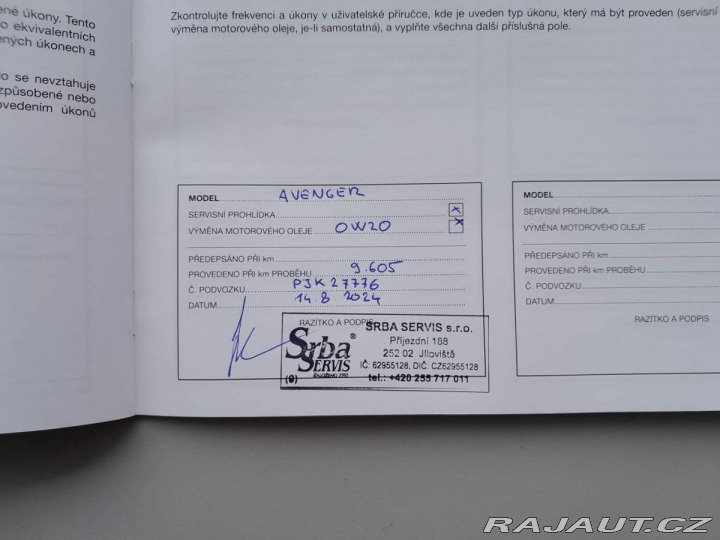 ené úkony. Tento
o ekvivalentních
ených úkonech a
o se nevztahuje
způsobené nebo
ovedením úkonů
Zkontrolujte frekvenci a úkony v uživatelské příručce, kde je uveden typ úkonu, který má být proveden (servisní
výměna motorového oleje, je-li samostatná), a vyplňte všechna další příslušná pole.
MODEL AVENGER
SERVISNÍ PROHLÍDKA x
VÝMĚNA MOTOROVÉHO OLEJE 0W20 x
PŘEDEPSÁNO PŘI km
PROVEDENO PŘI km PROBĚHU 9.605
Č. PODVOZKU PJK27776
DATUM 14.8.2024
RAZÍTKO A PODPIS
SRBA SERVIS s.r.o.
Příjezdní 188
252 02 Jíloviště
IČ: 62955128, DIČ: CZ62955128
tel.: +420 255 717 011
Srba ®
SERVIS
ZALOŽENO 1991
(9)
MODEL
SERVISNÍ PROHLÍDKA
VÝMĚNA MOTOROVÉHO OLEJE
PŘEDEPSÁNO PŘI km
PROVEDENO PŘI km PROBĚHU
Č. PODVOZKU
DATUM
RAZÍTKO A PODPIS
RAJAUT.CZ